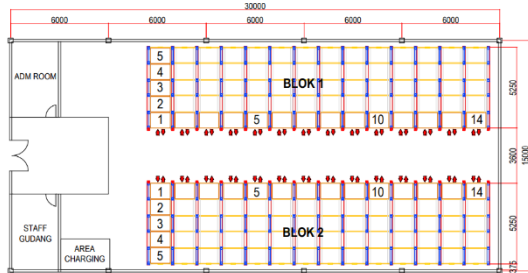 30000
6000 6000 6000 6000 6000
ADM ROOM
5
4
3
2
1 5 10 14
BLOK 1
5250
3600
15000
1 5 10 14
2
3
4
5
BLOK 2
5250
375
STAFF
GUDANG
AREA
CHARGING